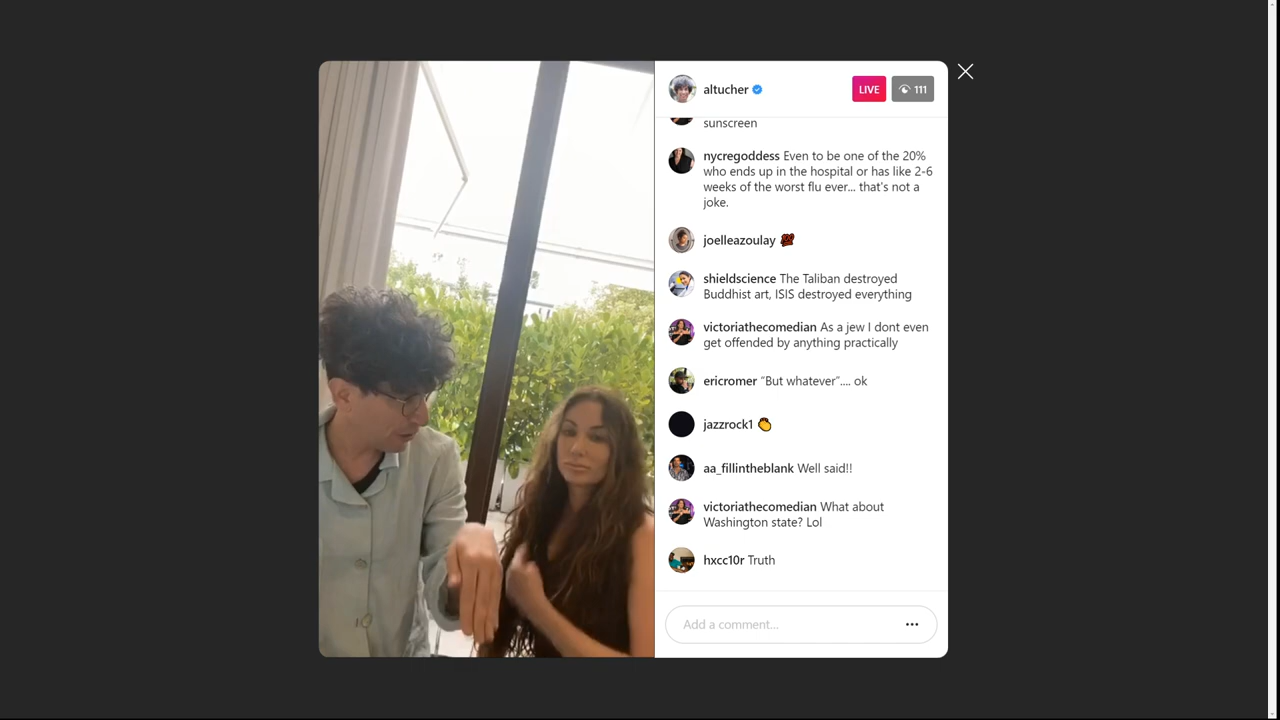 altucher
LIVE
111
sunscreen
nycregoddess Even to be one of the 20%
who ends up in the hospital or has like 2-6
weeks of the worst flu ever... that's not a
joke.
joelleazoulay 💯
shieldscience The Taliban destroyed
Buddhist art, ISIS destroyed everything
victoriathecomedian As a jew I dont even
get offended by anything practically
ericromer “But whatever”.... ok
jazzrock1 👏
aa_fillintheblank Well said!!
victoriathecomedian What about
Washington state? Lol
hxcc10r Truth
Add a comment...